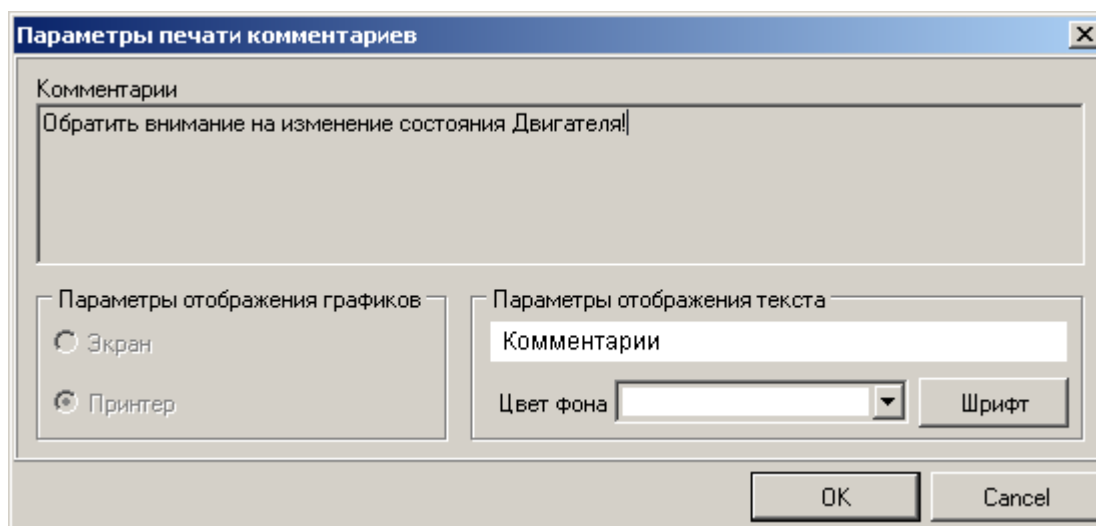 Параметры печати комментариев
Комментарии
Обратить внимание на изменение состояния Двигателя!
Параметры отображения графиков
Экран
Принтер
Параметры отображения текста
Комментарии
Цвет фона
Шрифт
OK
Cancel